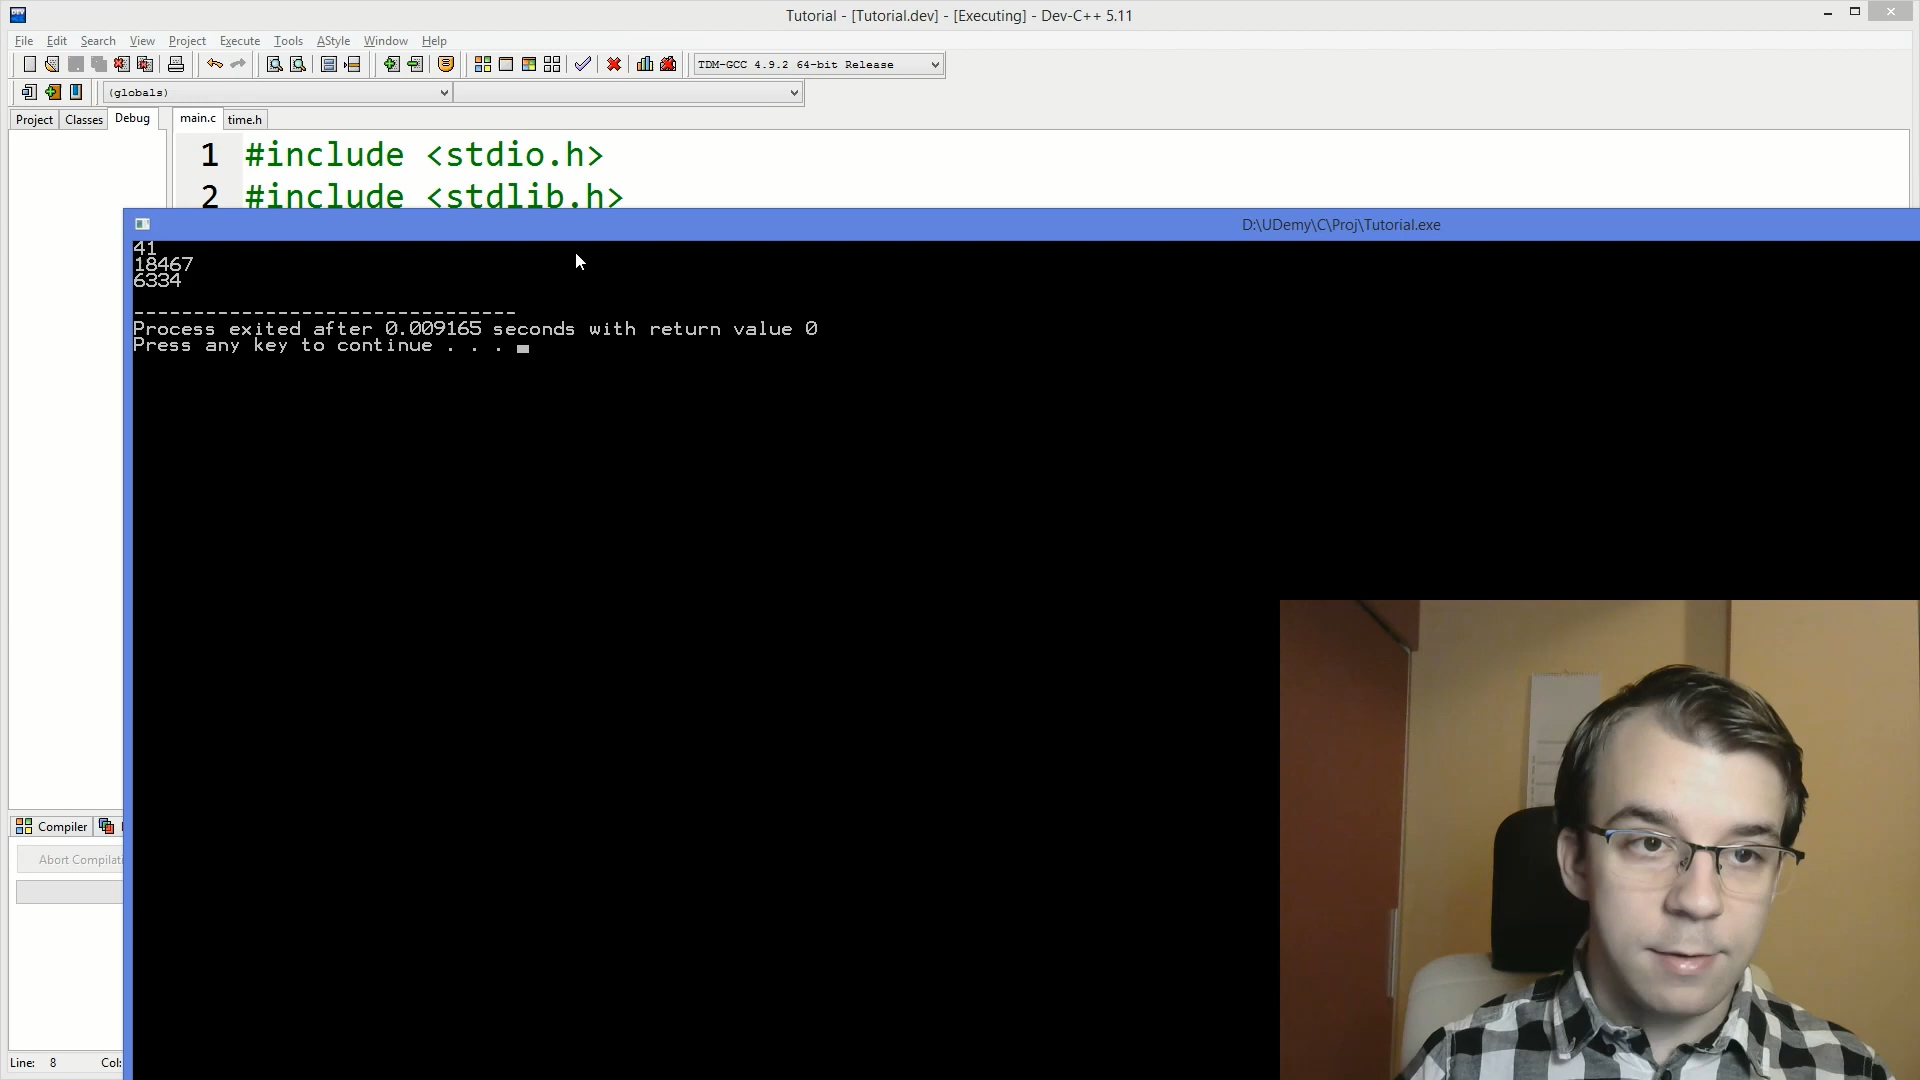 Tutorial - [Tutorial.dev] - [Executing] - Dev-C++ 5.11
File Edit Search View Project Execute Tools AStyle Window Help
TDM-GCC 4.9.2 64-bit Release
(globals)
Project Classes Debug main.c time.h
1 #include <stdio.h>
2 #include <stdlib.h>
D:\UDemy\C\Proj\Tutorial.exe
41
18467
6334
--------------------------------
Process exited after 0.009165 seconds with return value 0
Press any key to continue . . .
Compiler
Abort Compilati
Line: 8 Col: